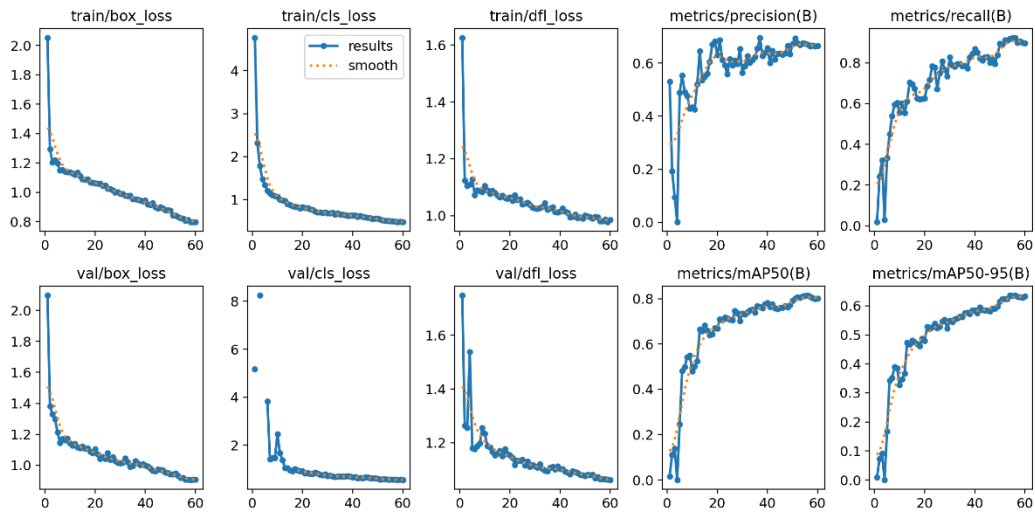 train/box_loss
train/cls_loss
train/dfl_loss
metrics/precision(B)
metrics/recall(B)
2.0
1.8
1.6
1.4
1.2
1.0
0.8
0 20 40 60
4
3
2
1
results
smooth
0 20 40 60
1.6
1.4
1.2
1.0
0 20 40 60
0.6
0.4
0.2
0.0
0 20 40 60
0.8
0.6
0.4
0.2
0.0
0 20 40 60
val/box_loss
val/cls_loss
val/dfl_loss
metrics/mAP50(B)
metrics/mAP50-95(B)
2.0
1.8
1.6
1.4
1.2
1.0
0 20 40 60
8
6
4
2
0 20 40 60
1.6
1.4
1.2
0 20 40 60
0.8
0.6
0.4
0.2
0.0
0 20 40 60
0.6
0.5
0.4
0.3
0.2
0.1
0.0
0 20 40 60